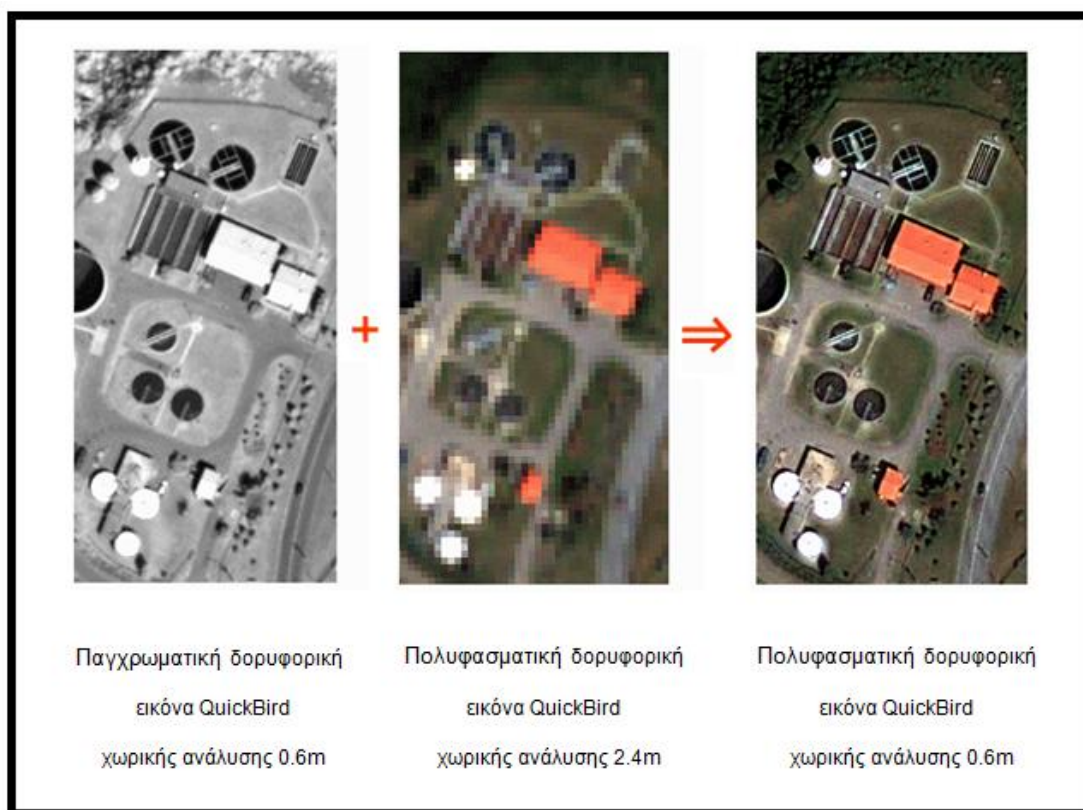 +
⇒
Παγχρωματική δορυφορική
εικόνα QuickBird
χωρικής ανάλυσης 0.6m
Πολυφασματική δορυφορική
εικόνα QuickBird
χωρικής ανάλυσης 2.4m
Πολυφασματική δορυφορική
εικόνα QuickBird
χωρικής ανάλυσης 0.6m